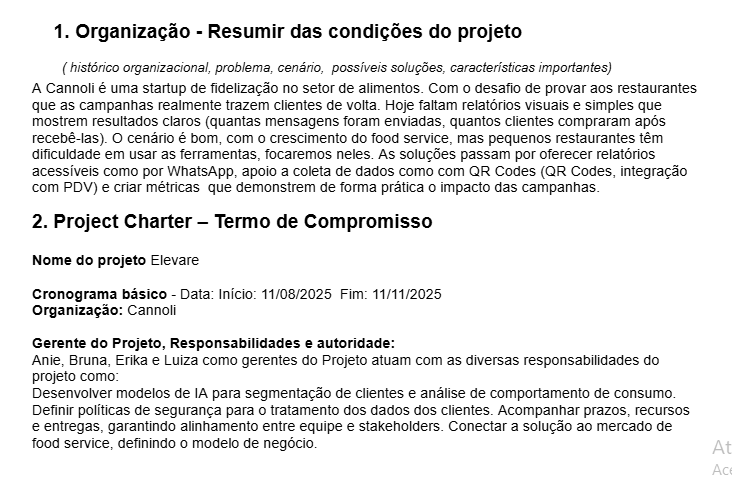 1. Organização - Resumir das condições do projeto
( histórico organizacional, problema, cenário,  possíveis soluções, características importantes)
A Cannoli é uma startup de fidelização no setor de alimentos. Com o desafio de provar aos restaurantes
que as campanhas realmente trazem clientes de volta. Hoje faltam relatórios visuais e simples que
mostrem resultados claros (quantas mensagens foram enviadas, quantos clientes compraram após
recebê-las). O cenário é bom, com o crescimento do food service, mas pequenos restaurantes têm
dificuldade em usar as ferramentas, focaremos neles. As soluções passam por oferecer relatórios
acessíveis como por WhatsApp, apoio a coleta de dados como com QR Codes (QR Codes, integração
com PDV) e criar métricas  que demonstrem de forma prática o impacto das campanhas.
2. Project Charter – Termo de Compromisso
Nome do projeto Elevare
Cronograma básico - Data: Início: 11/08/2025  Fim: 11/11/2025
Organização: Cannoli
Gerente do Projeto, Responsabilidades e autoridade:
Anie, Bruna, Erika e Luiza como gerentes do Projeto atuam com as diversas responsabilidades do
projeto como:
Desenvolver modelos de IA para segmentação de clientes e análise de comportamento de consumo.
Definir políticas de segurança para o tratamento dos dados dos clientes. Acompanhar prazos, recursos
e entregas, garantindo alinhamento entre equipe e stakeholders. Conectar a solução ao mercado de
food service, definindo o modelo de negócio.